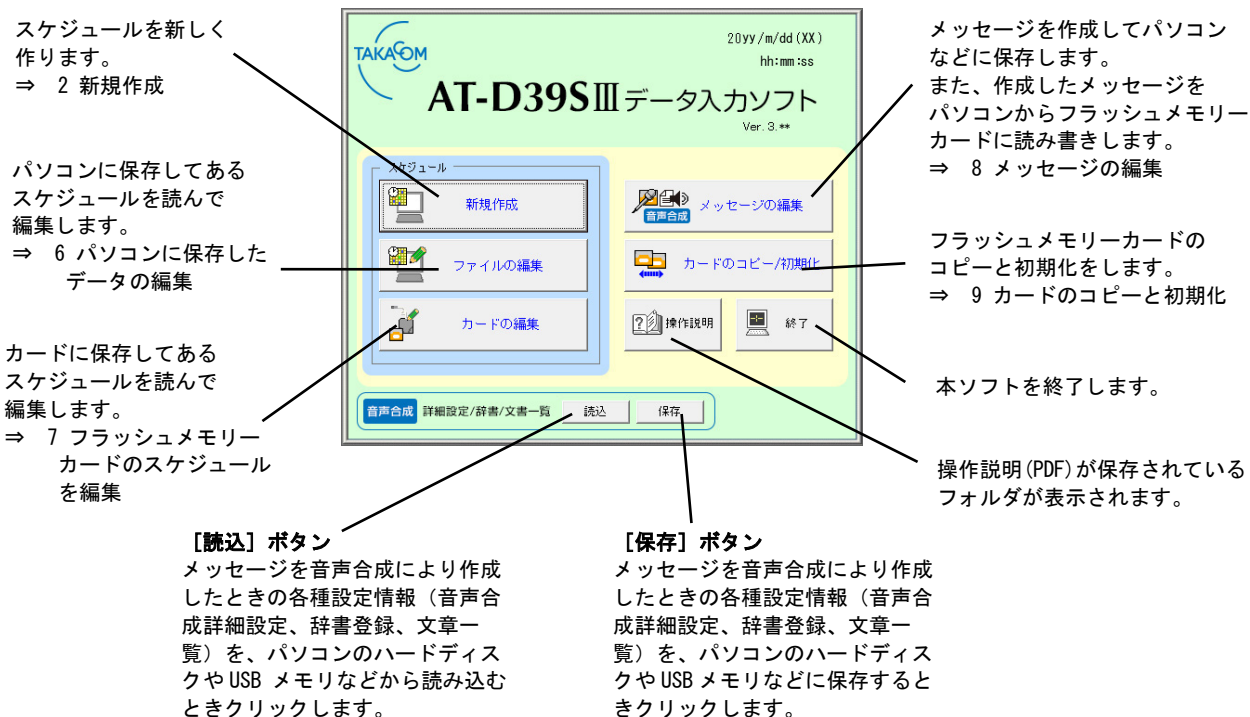 スケジュールを新しく
作ります。
⇒ 2 新規作成
パソコンに保存してある
スケジュールを読んで
編集します。
⇒ 6 パソコンに保存した
データの編集
カードに保存してある
スケジュールを読んで
編集します。
⇒ 7 フラッシュメモリー
カードのスケジュール
を編集
TAKACOM
20yy/m/dd(XX)
hh:mm:ss
AT-D39SⅢデータ入力ソフト
Ver.3.**
スケジュール
新規作成
ファイルの編集
カードの編集
音声合成
メッセージの編集
カードのコピー/初期化
操作説明
終了
音声合成 詳細設定/辞書/文書一覧 読込 保存
メッセージを作成してパソコン
などに保存します。
また、作成したメッセージを
パソコンからフラッシュメモリー
カードに読み書きします。
⇒ 8 メッセージの編集
フラッシュメモリーカードの
コピーと初期化をします。
⇒ 9 カードのコピーと初期化
本ソフトを終了します。
操作説明(PDF)が保存されている
フォルダが表示されます。
[読込] ボタン
メッセージを音声合成により作成
したときの各種設定情報（音声合
成詳細設定、辞書登録、文章一
覧）を、パソコンのハードディス
クや USB メモリなどから読み込む
ときクリックします。
[保存] ボタン
メッセージを音声合成により作成
したときの各種設定情報（音声合
成詳細設定、辞書登録、文章一
覧）を、パソコンのハードディス
クや USB メモリなどに保存すると
きクリックします。